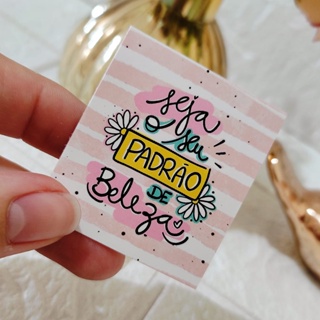 seja
seu
PADRÃO
DE
Beleza